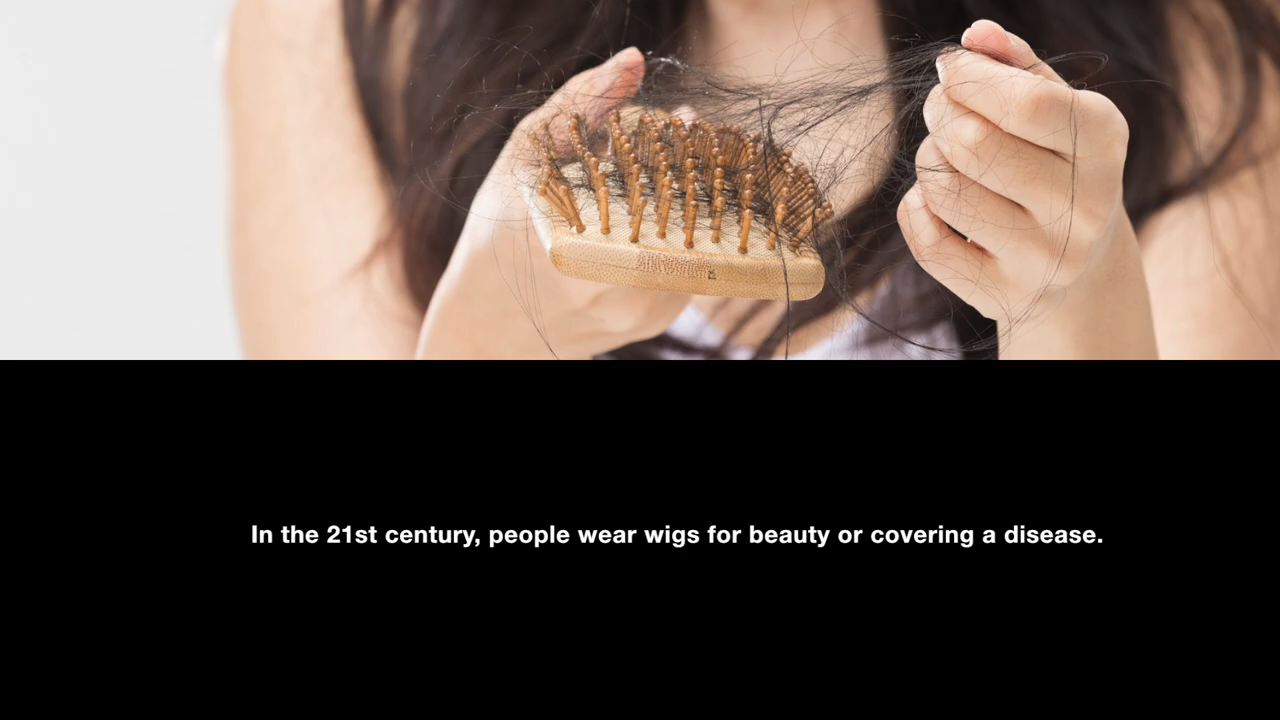 In the 21st century, people wear wigs for beauty or covering a disease.